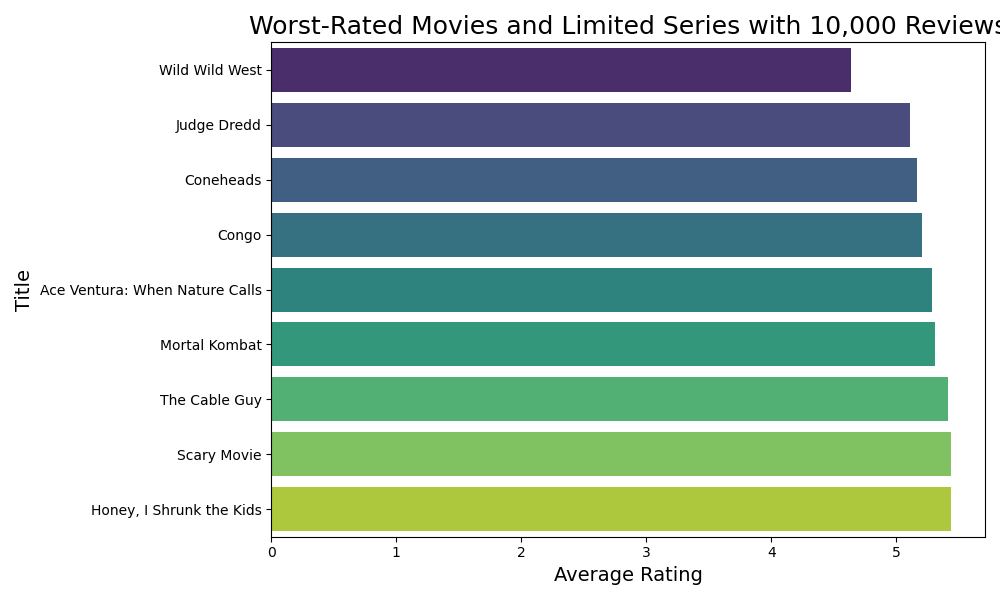 Worst-Rated Movies and Limited Series with 10,000 Reviews
Title
Wild Wild West
Judge Dredd
Coneheads
Congo
Ace Ventura: When Nature Calls
Mortal Kombat
The Cable Guy
Scary Movie
Honey, I Shrunk the Kids
0 1 2 3 4 5
Average Rating